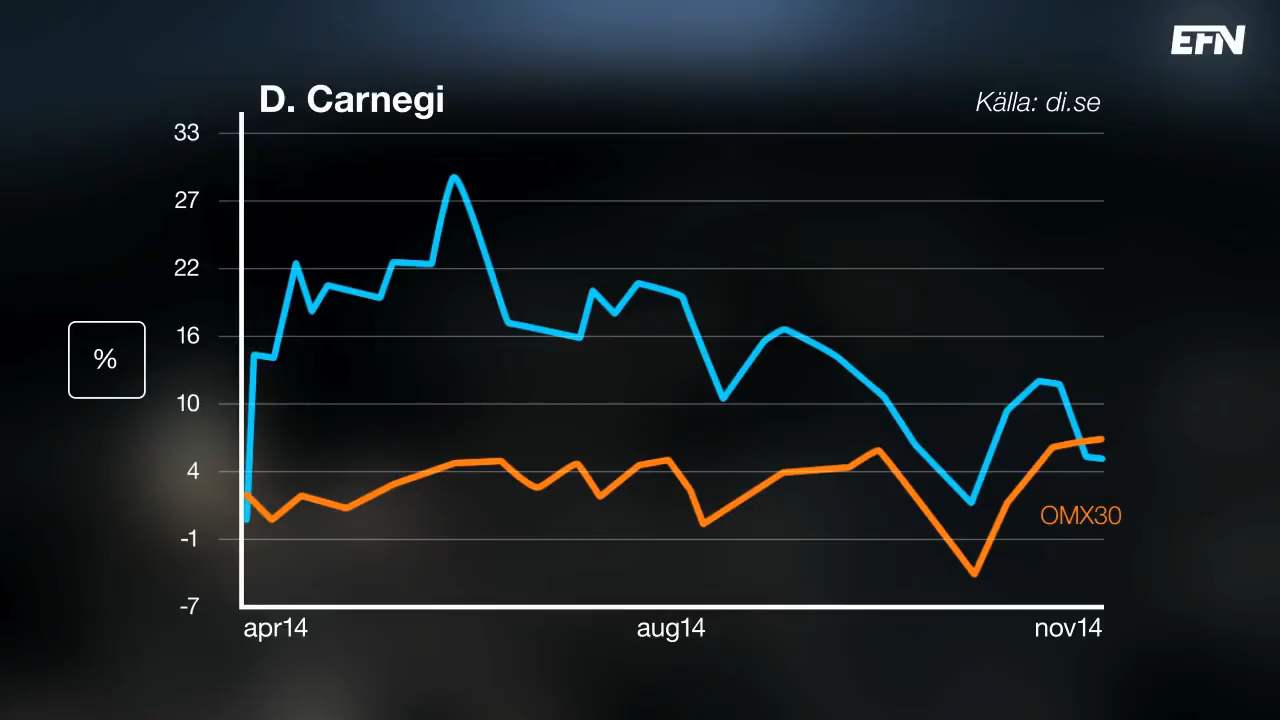 EFN
D. Carnegi
Källa: di.se
33
27
22
16
%
10
4
OMX30
-1
-7
apr14
aug14
nov14